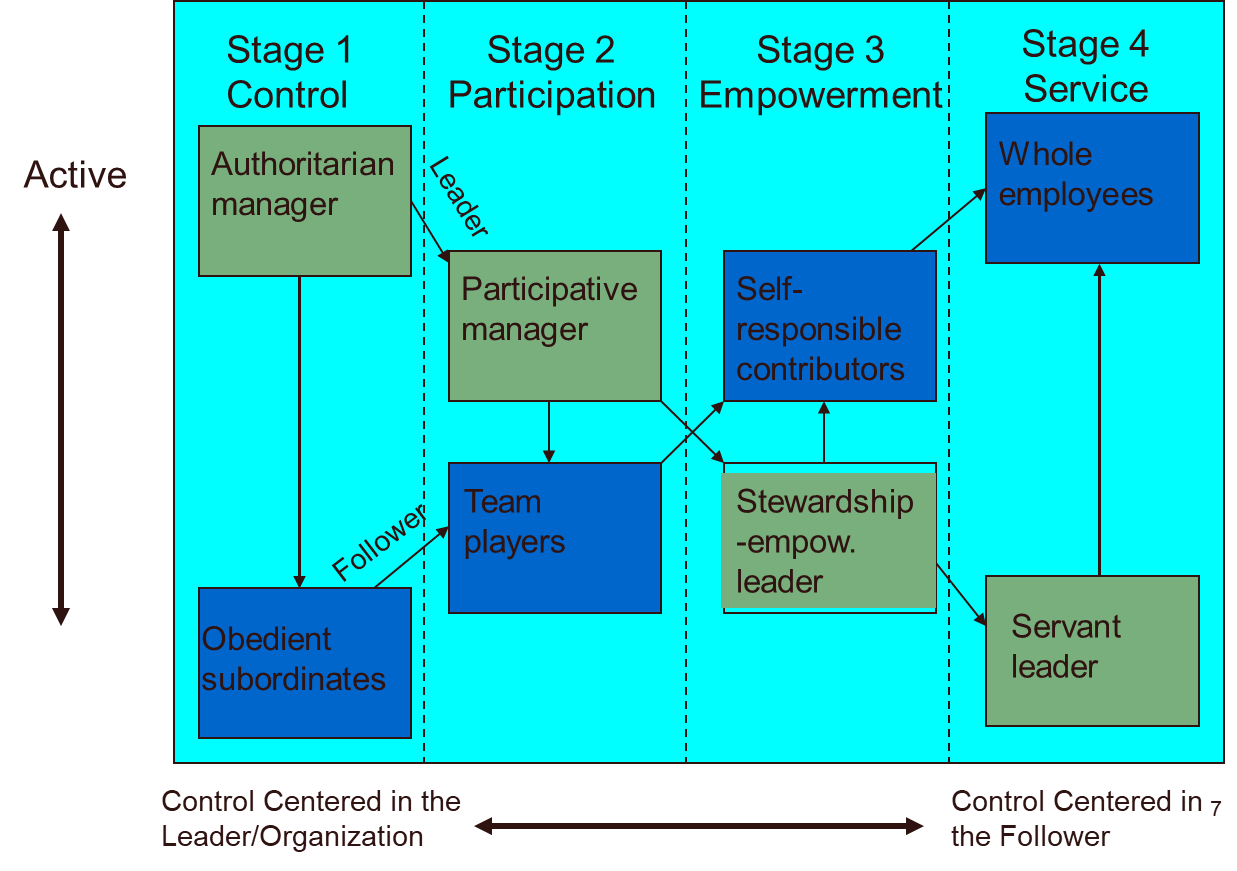 Stage 1
Control
Stage 2
Participation
Stage 3
Empowerment
Stage 4
Service
Active
Authoritarian
manager
Leader
Participative
manager
Self-
responsible
contributors
Whole
employees
Follower
Obedient
subordinates
Team
players
Stewardship
-empow.
leader
Servant
leader
Control Centered in the
Leader/Organization
Control Centered in
the Follower
7